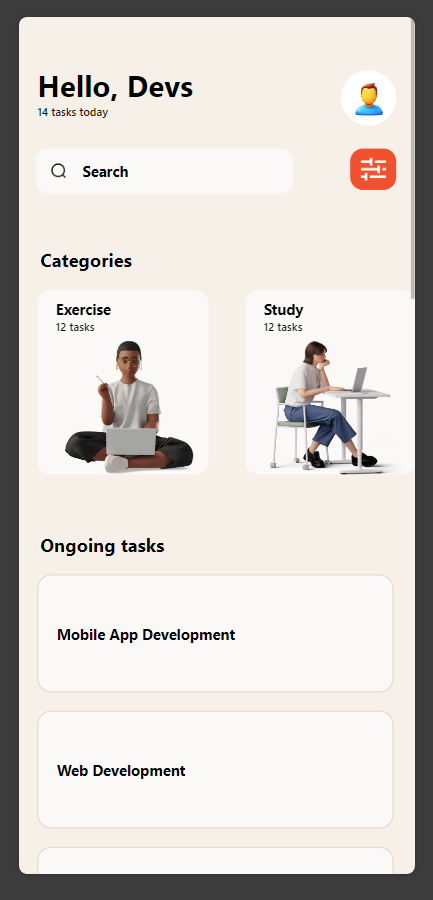 Hello, Devs
14 tasks today
Search
Categories
Exercise
12 tasks
Study
12 tasks
Ongoing tasks
Mobile App Development
Web Development